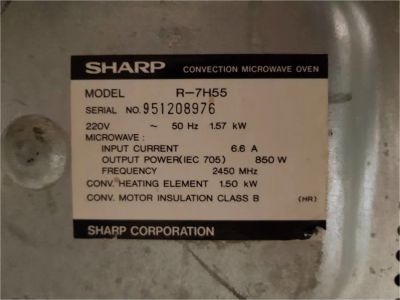 SHARP CONVECTION MICROWAVE OVEN
MODEL R-7H55
SERIAL NO. 951208976
220V ~ 50 Hz 1.57 kW
MICROWAVE :
INPUT CURRENT 6.6 A
OUTPUT POWER(IEC 705) 850 W
FREQUENCY 2450 MHz
CONV. HEATING ELEMENT 1.50 kW
CONV. MOTOR INSULATION CLASS B (HR)
SHARP CORPORATION